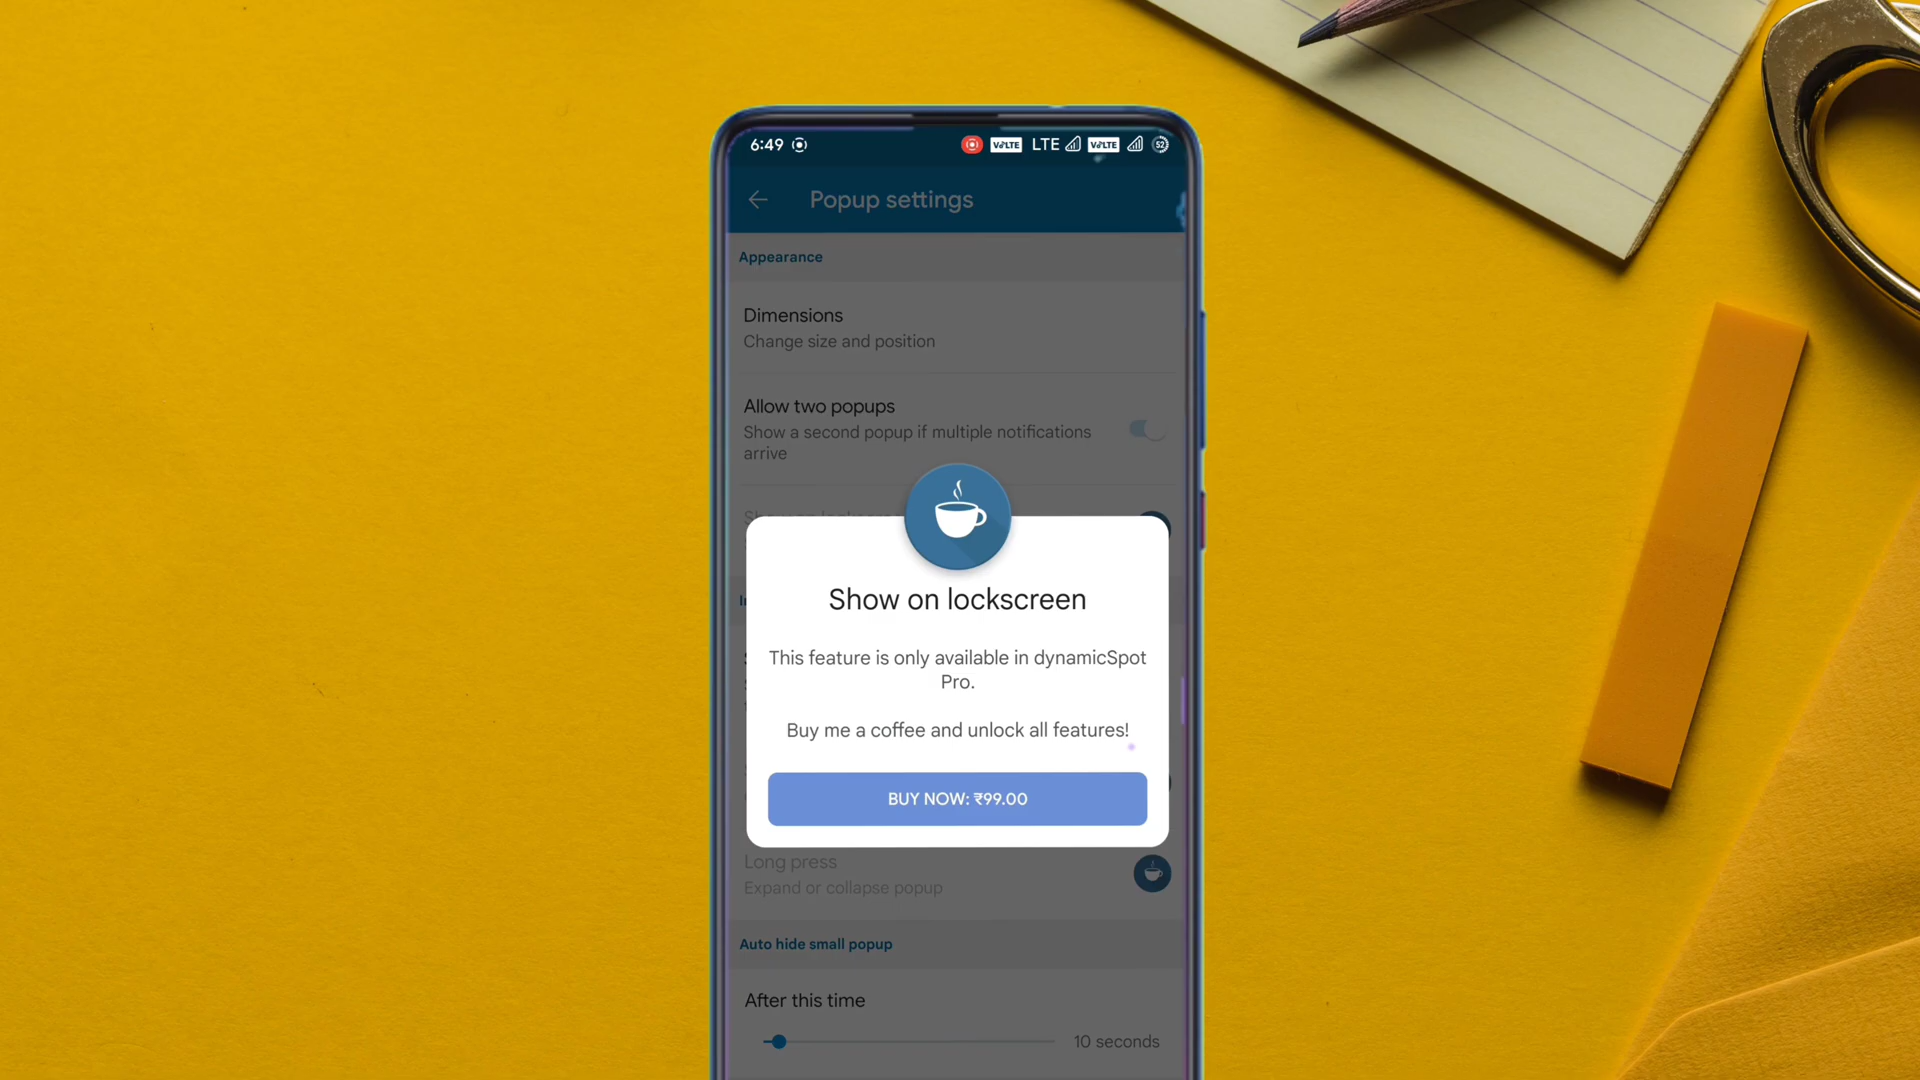 6:49 VoLTE LTE VoLTE 52
Popup settings
Appearance
Dimensions
Change size and position
Allow two popups
Show a second popup if multiple notifications
arrive
Show on lockscreen
This feature is only available in dynamicSpot
Pro.
Buy me a coffee and unlock all features!
BUY NOW: ₹99.00
Long press
Expand or collapse popup
Auto hide small popup
After this time
10 seconds